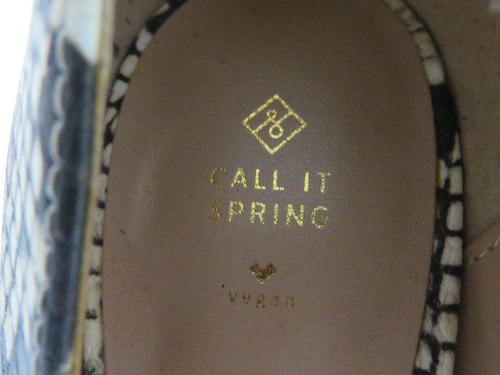 CALL IT
SPRING
vegan